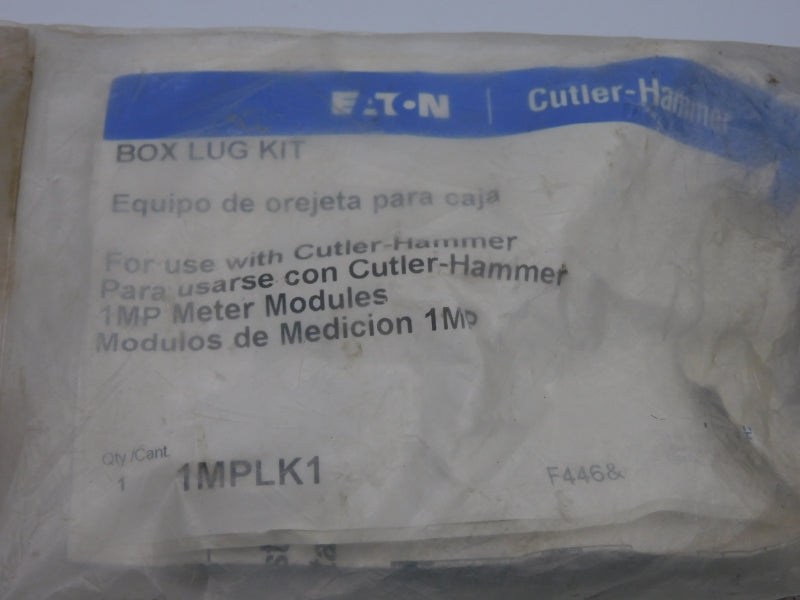 EATON | Cutler-Hammer
BOX LUG KIT
Equipo de orejeta para caja
For use with Cutler-Hammer
Para usarse con Cutler-Hammer
1MP Meter Modules
Modulos de Medicion 1MP
Qty /Cant.
1 1MPLK1 F446&